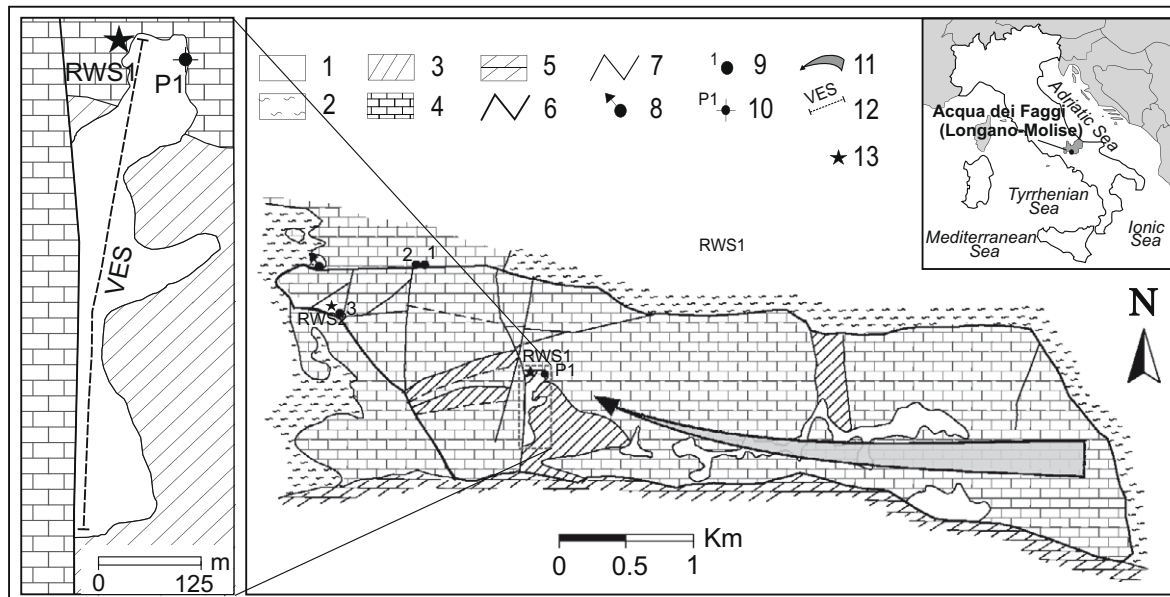 RWS1
P1
VES
0 125 m
1 3 5 7 1 9 11
2 4 6 8 P1 10 VES 12
13
Acqua dei Faggi
(Longano-Molise)
Adriatic Sea
Tyrrhenian
Sea
Mediterranean
Sea
Ionic
Sea
RWS1
N
2 1
3
RWS2
RWS1
P1
Km
0 0.5 1